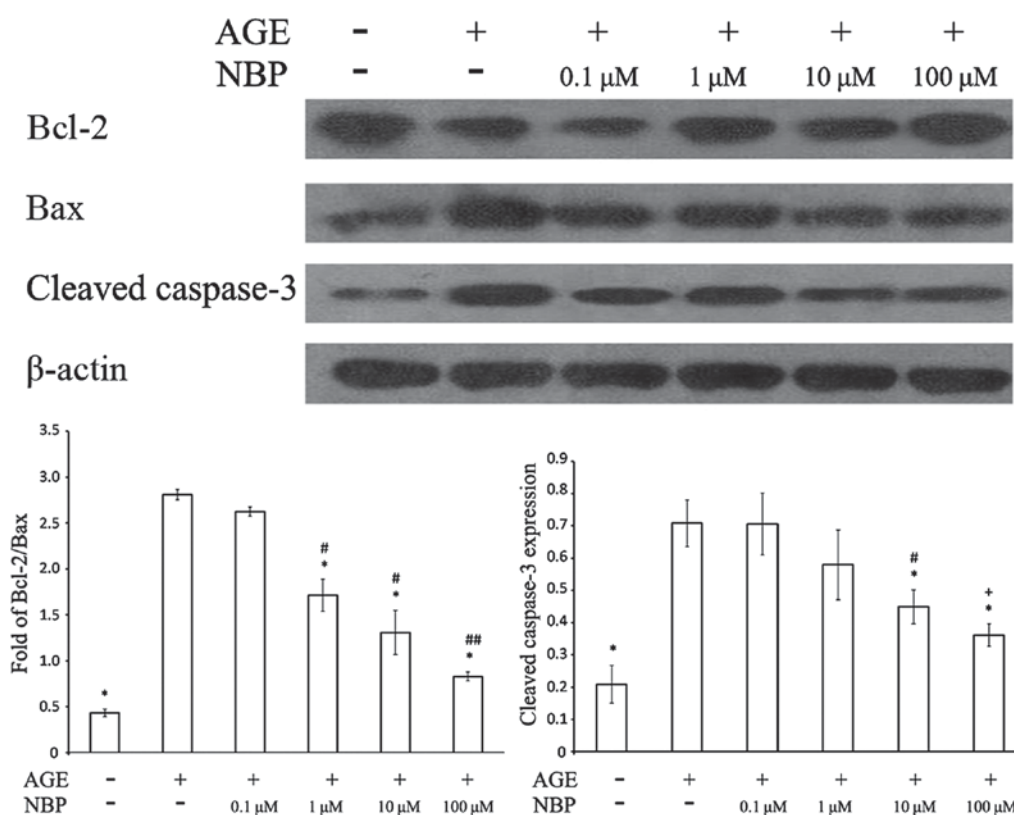 AGE - + + + + +
NBP - - 0.1 μM 1 μM 10 μM 100 μM
Bcl-2
Bax
Cleaved caspase-3
β-actin
Fold of Bcl-2/Bax
3.5
3.0
2.5
2.0
1.5
1.0
0.5
0
*
#
*
#
*
##
*
AGE - + + + + +
NBP - - 0.1 μM 1 μM 10 μM 100 μM
Cleaved caspase-3 expression
0.9
0.8
0.7
0.6
0.5
0.4
0.3
0.2
0.1
0
*
#
*
+
*
AGE - + + + + +
NBP - - 0.1 μM 1 μM 10 μM 100 μM